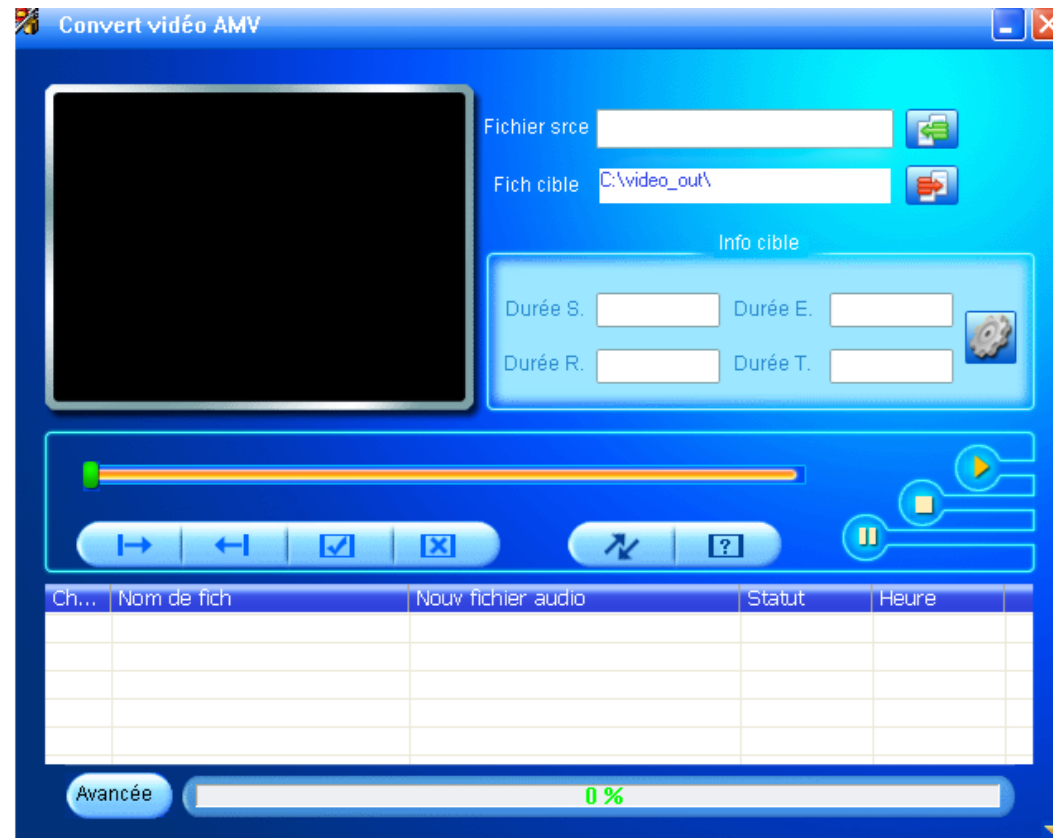 Convert vidéo AMV
Fichier srce
Fich cible C:\video_out\
Info cible
Durée S. Durée E.
Durée R. Durée T.
?
Ch... Nom de fich Nouv fichier audio Statut Heure
Avancée 0 %